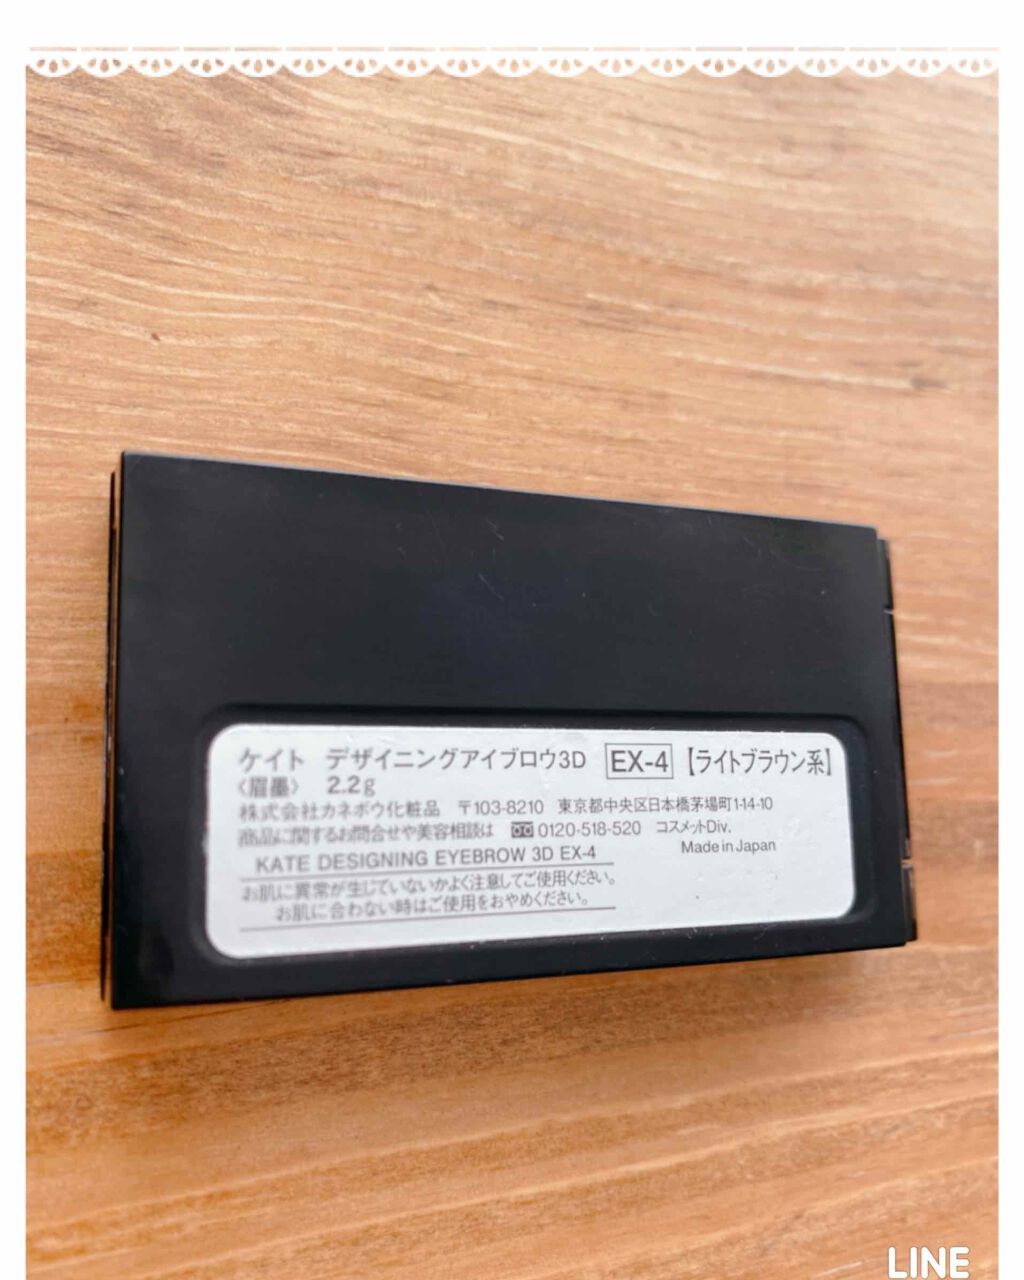 ケイト デザイニングアイブロウ3D EX-4 【ライトブラウン系】
〈眉墨〉 2.2g
株式会社カネボウ化粧品 〒103-8210 東京都中央区日本橋茅場町1-14-10
商品に関するお問合せや美容相談は 0120-518-520 コスメットDiv.
KATE DESIGNING EYEBROW 3D EX-4 Made in Japan
お肌に異常が生じていないかよく注意してご使用ください。
お肌に合わない時はご使用をおやめください。
LINE